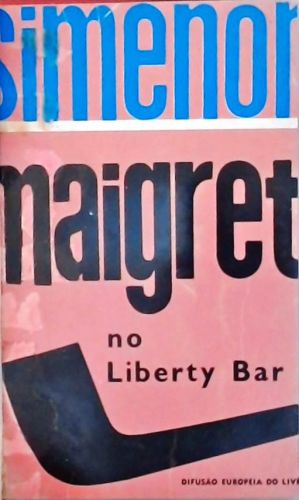 simenon
maigret
no
Liberty Bar
DIFUSÃO EUROPEIA DO LIV